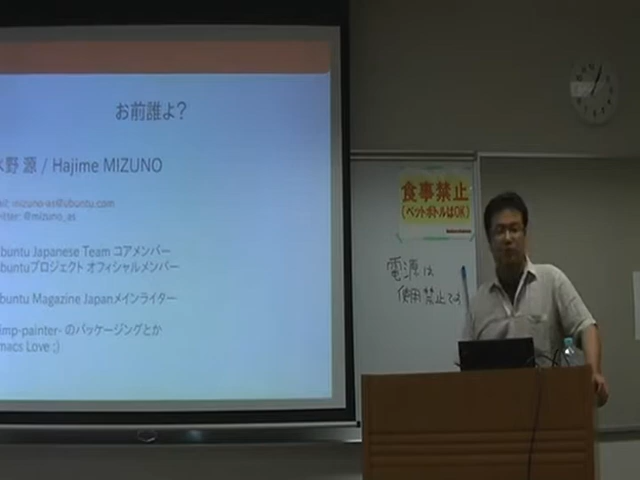 お前誰よ?
水野 源 / Hajime MIZUNO
mail: mizuno-as@ubuntu.com
twitter: @mizuno_as
Ubuntu Japanese Team コアメンバー
Ubuntuプロジェクト オフィシャルメンバー
Ubuntu Magazine Japanメインライター
gimp-painter- のパッケージングとか
Emacs Love ;)
食事禁止
(ペットボトルはOK)
電源は
使用禁止です